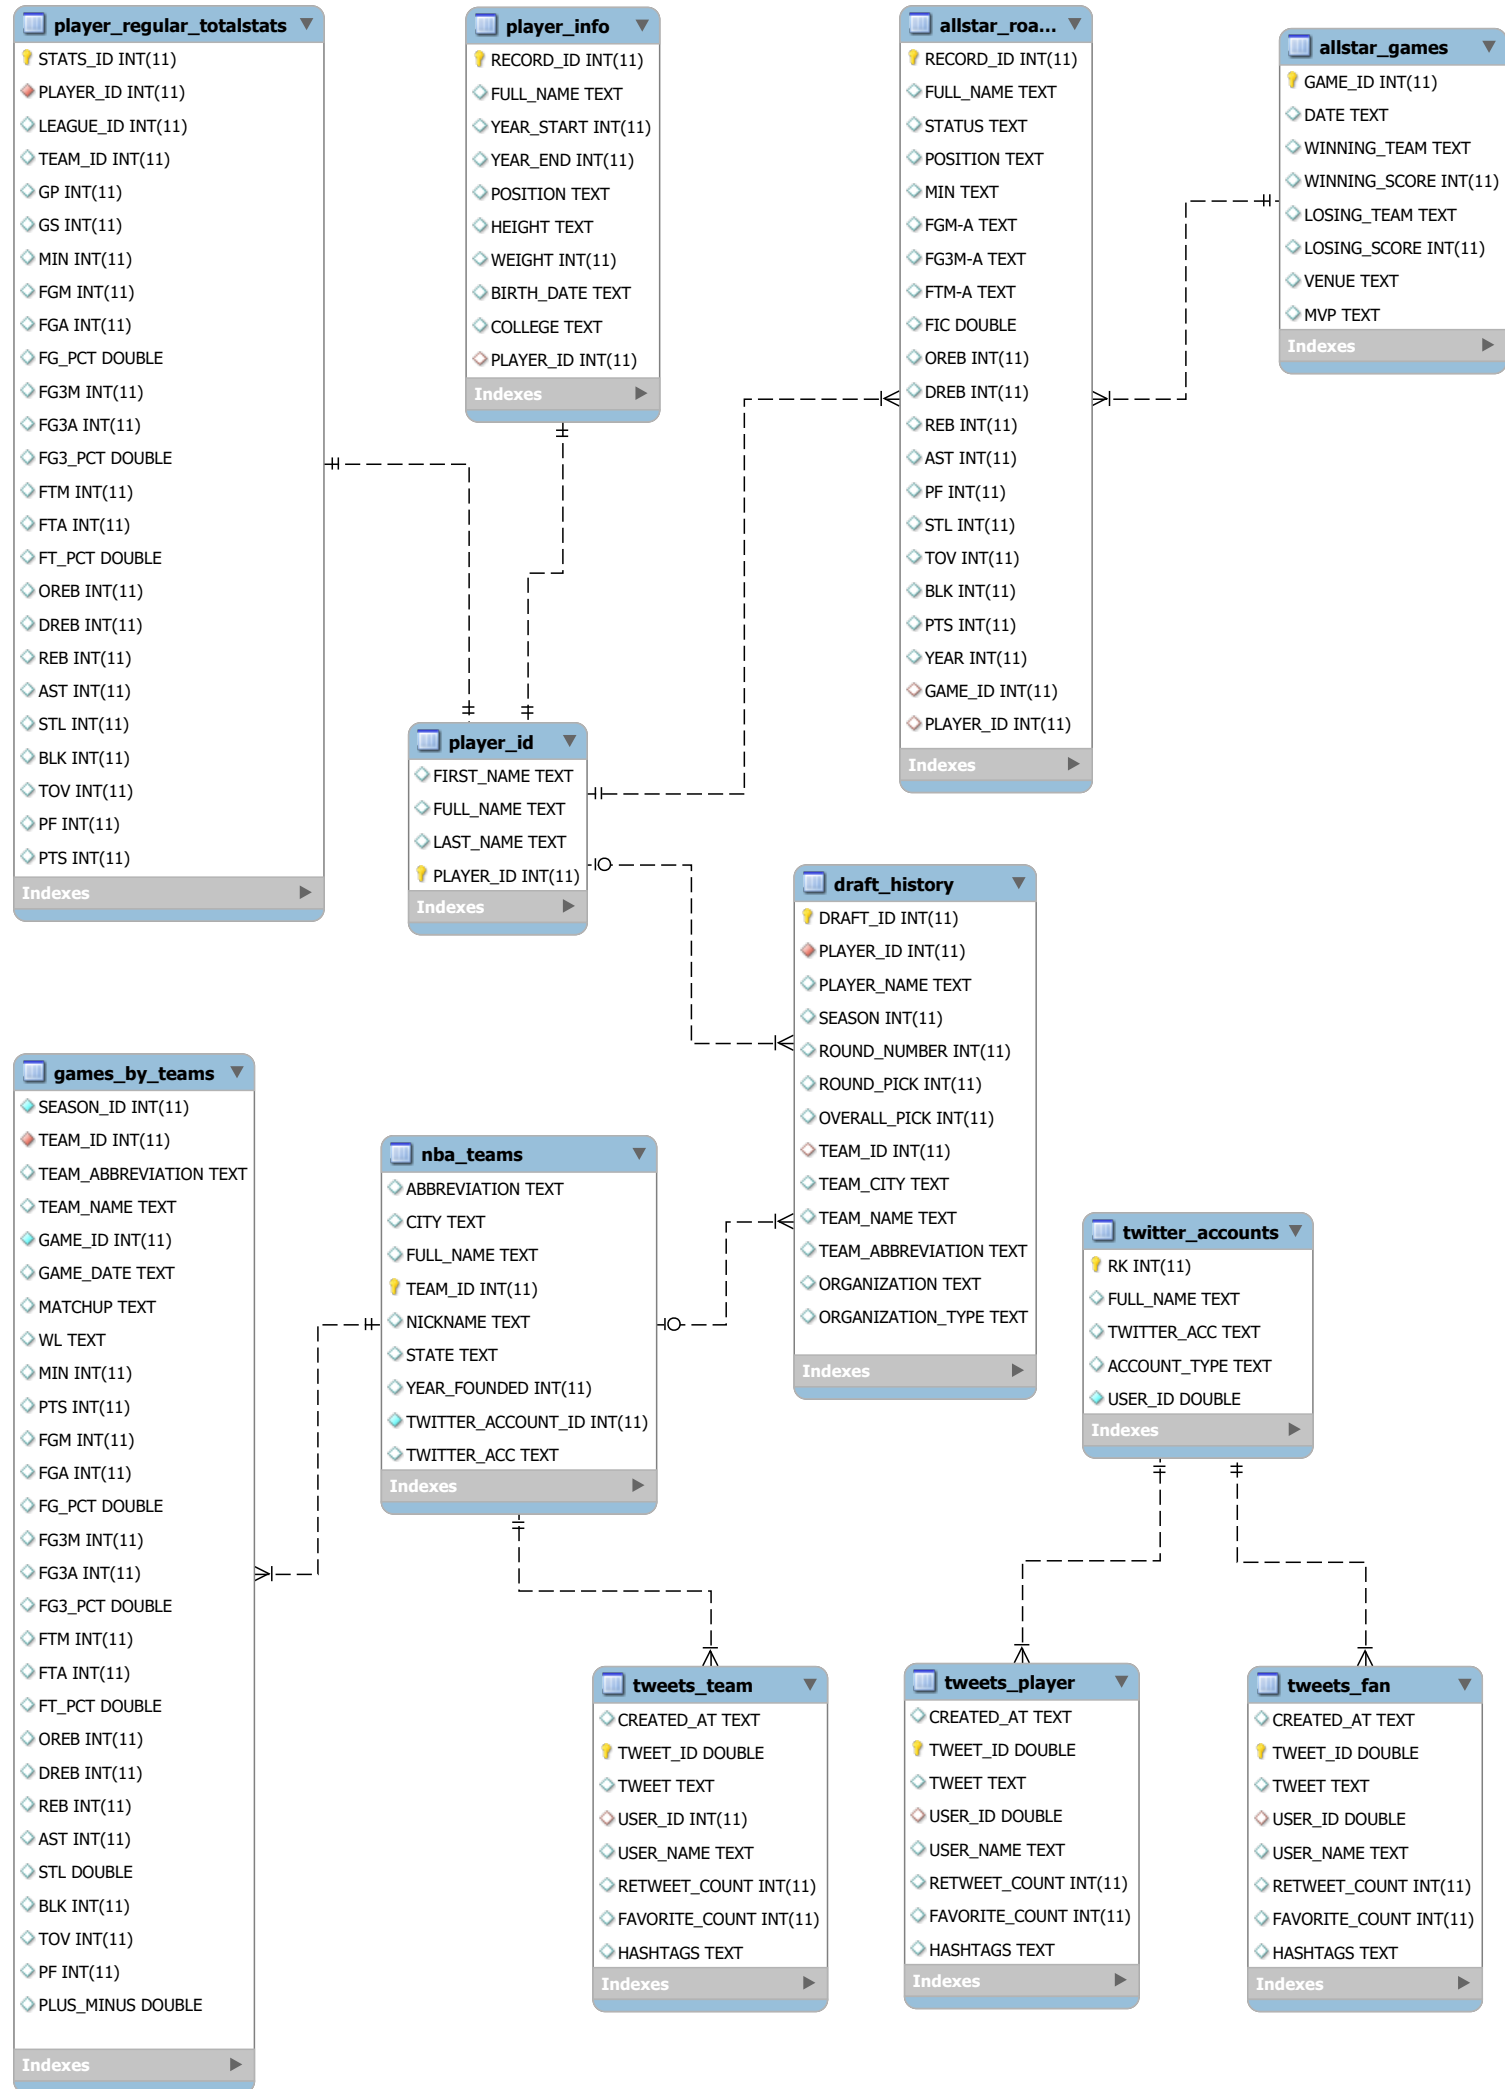 player_regular_totalstats
STATS_ID INT(11)
PLAYER_ID INT(11)
LEAGUE_ID INT(11)
TEAM_ID INT(11)
GP INT(11)
GS INT(11)
MIN INT(11)
FGM INT(11)
FGA INT(11)
FG_PCT DOUBLE
FG3M INT(11)
FG3A INT(11)
FG3_PCT DOUBLE
FTM INT(11)
FTA INT(11)
FT_PCT DOUBLE
OREB INT(11)
DREB INT(11)
REB INT(11)
AST INT(11)
STL INT(11)
BLK INT(11)
TOV INT(11)
PF INT(11)
PTS INT(11)
Indexes
player_info
RECORD_ID INT(11)
FULL_NAME TEXT
YEAR_START INT(11)
YEAR_END INT(11)
POSITION TEXT
HEIGHT TEXT
WEIGHT INT(11)
BIRTH_DATE TEXT
COLLEGE TEXT
PLAYER_ID INT(11)
Indexes
allstar_roa...
RECORD_ID INT(11)
FULL_NAME TEXT
STATUS TEXT
POSITION TEXT
MIN TEXT
FGM-A TEXT
FG3M-A TEXT
FTM-A TEXT
FIC DOUBLE
OREB INT(11)
DREB INT(11)
REB INT(11)
AST INT(11)
PF INT(11)
STL INT(11)
TOV INT(11)
BLK INT(11)
PTS INT(11)
YEAR INT(11)
GAME_ID INT(11)
PLAYER_ID INT(11)
Indexes
allstar_games
GAME_ID INT(11)
DATE TEXT
WINNING_TEAM TEXT
WINNING_SCORE INT(11)
LOSING_TEAM TEXT
LOSING_SCORE INT(11)
VENUE TEXT
MVP TEXT
Indexes
player_id
FIRST_NAME TEXT
FULL_NAME TEXT
LAST_NAME TEXT
PLAYER_ID INT(11)
Indexes
draft_history
DRAFT_ID INT(11)
PLAYER_ID INT(11)
PLAYER_NAME TEXT
SEASON INT(11)
ROUND_NUMBER INT(11)
ROUND_PICK INT(11)
OVERALL_PICK INT(11)
TEAM_ID INT(11)
TEAM_CITY TEXT
TEAM_NAME TEXT
TEAM_ABBREVIATION TEXT
ORGANIZATION TEXT
ORGANIZATION_TYPE TEXT
Indexes
games_by_teams
SEASON_ID INT(11)
TEAM_ID INT(11)
TEAM_ABBREVIATION TEXT
TEAM_NAME TEXT
GAME_ID INT(11)
GAME_DATE TEXT
MATCHUP TEXT
WL TEXT
MIN INT(11)
PTS INT(11)
FGM INT(11)
FGA INT(11)
FG_PCT DOUBLE
FG3M INT(11)
FG3A INT(11)
FG3_PCT DOUBLE
FTM INT(11)
FTA INT(11)
FT_PCT DOUBLE
OREB INT(11)
DREB INT(11)
REB INT(11)
AST INT(11)
STL DOUBLE
BLK INT(11)
TOV INT(11)
PF INT(11)
PLUS_MINUS DOUBLE
Indexes
nba_teams
ABBREVIATION TEXT
CITY TEXT
FULL_NAME TEXT
TEAM_ID INT(11)
NICKNAME TEXT
STATE TEXT
YEAR_FOUNDED INT(11)
TWITTER_ACCOUNT_ID INT(11)
TWITTER_ACC TEXT
Indexes
twitter_accounts
RK INT(11)
FULL_NAME TEXT
TWITTER_ACC TEXT
ACCOUNT_TYPE TEXT
USER_ID DOUBLE
Indexes
tweets_team
CREATED_AT TEXT
TWEET_ID DOUBLE
TWEET TEXT
USER_ID INT(11)
USER_NAME TEXT
RETWEET_COUNT INT(11)
FAVORITE_COUNT INT(11)
HASHTAGS TEXT
Indexes
tweets_player
CREATED_AT TEXT
TWEET_ID DOUBLE
TWEET TEXT
USER_ID DOUBLE
USER_NAME TEXT
RETWEET_COUNT INT(11)
FAVORITE_COUNT INT(11)
HASHTAGS TEXT
Indexes
tweets_fan
CREATED_AT TEXT
TWEET_ID DOUBLE
TWEET TEXT
USER_ID DOUBLE
USER_NAME TEXT
RETWEET_COUNT INT(11)
FAVORITE_COUNT INT(11)
HASHTAGS TEXT
Indexes